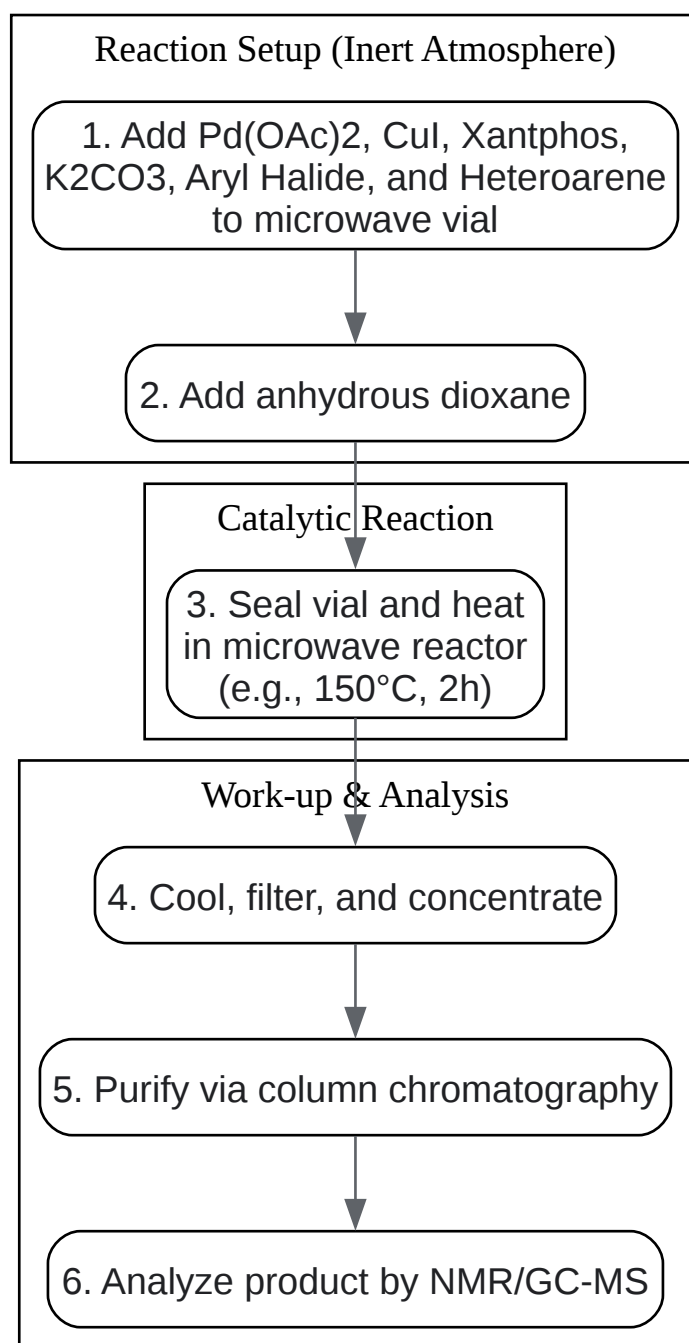 Reaction Setup (Inert Atmosphere)
1. Add Pd(OAc)2, CuI, Xantphos,
K2CO3, Aryl Halide, and Heteroarene
to microwave vial
2. Add anhydrous dioxane
Catalytic Reaction
3. Seal vial and heat
in microwave reactor
(e.g., 150°C, 2h)
Work-up & Analysis
4. Cool, filter, and concentrate
5. Purify via column chromatography
6. Analyze product by NMR/GC-MS